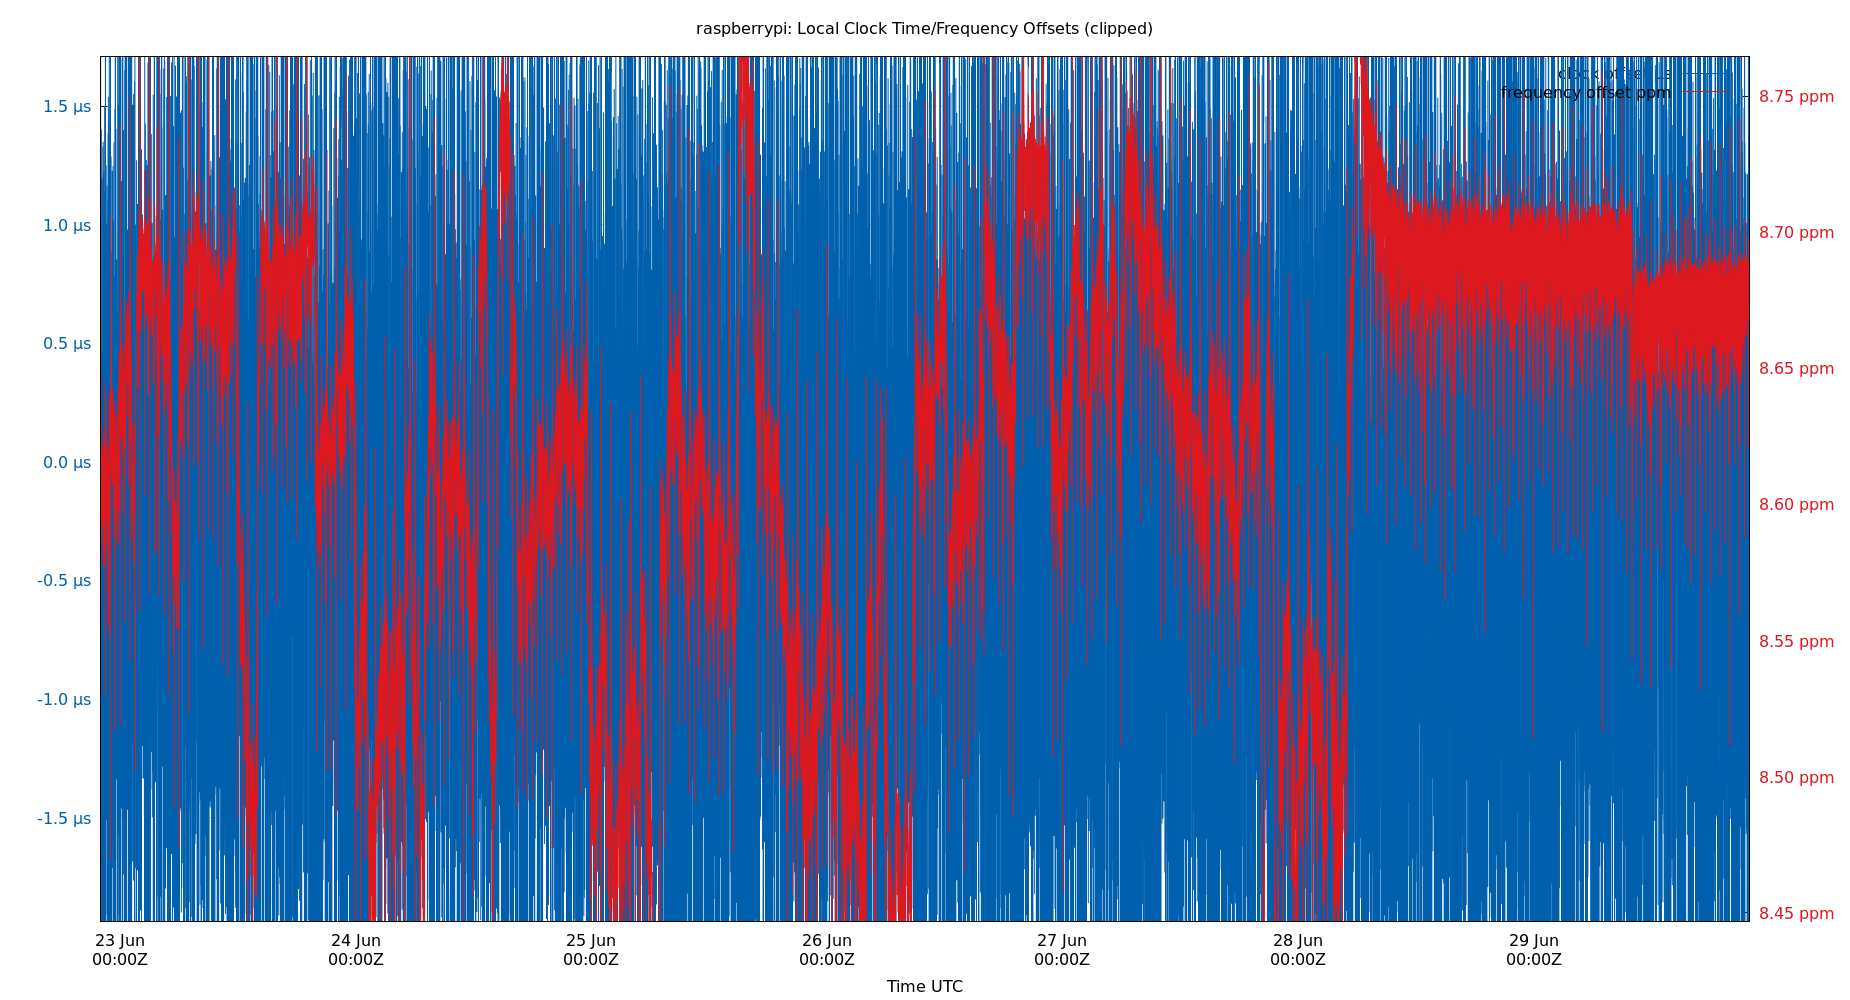 raspberrypi: Local Clock Time/Frequency Offsets (clipped)
clock offset µs
frequency offset ppm
1.5 µs
1.0 µs
0.5 µs
0.0 µs
-0.5 µs
-1.0 µs
-1.5 µs
8.75 ppm
8.70 ppm
8.65 ppm
8.60 ppm
8.55 ppm
8.50 ppm
8.45 ppm
23 Jun
00:00Z
24 Jun
00:00Z
25 Jun
00:00Z
26 Jun
00:00Z
27 Jun
00:00Z
28 Jun
00:00Z
29 Jun
00:00Z
Time UTC